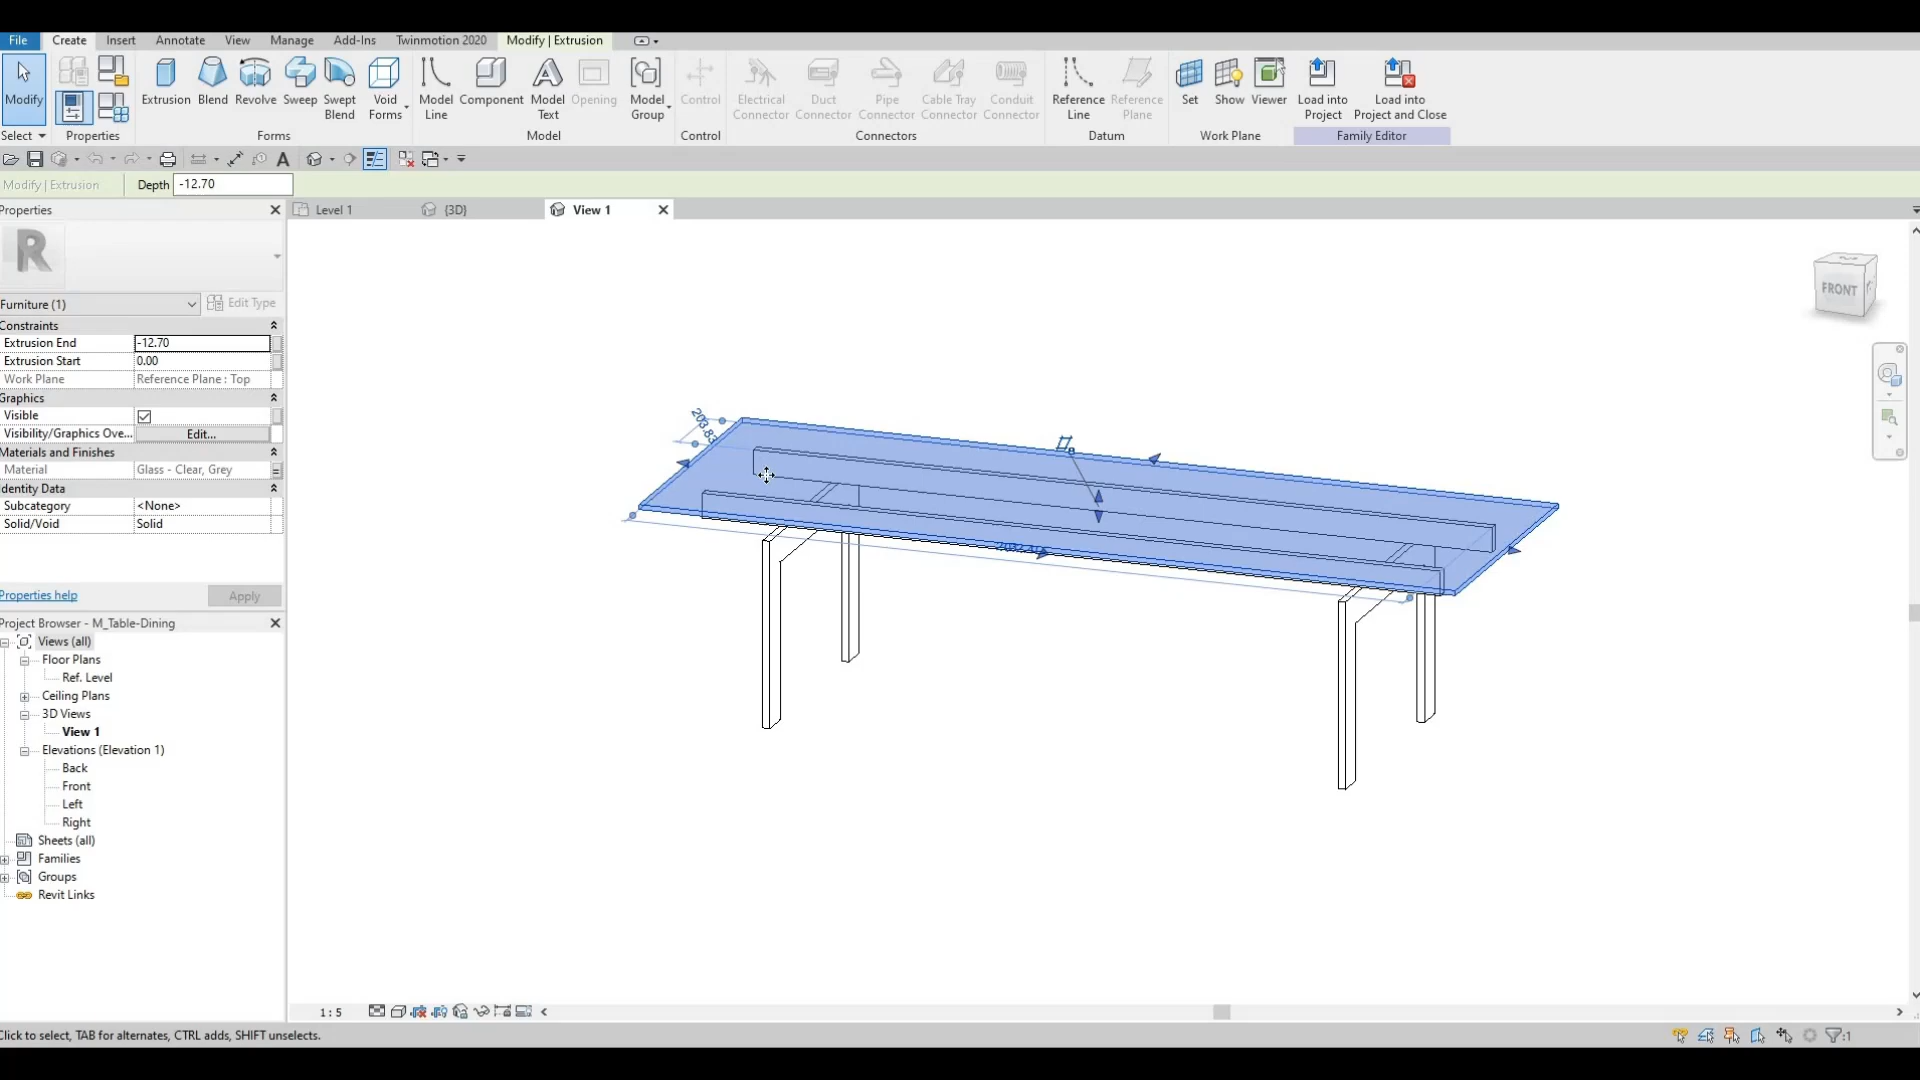 File Create Insert Annotate View Manage Add-Ins Twinmotion 2020 Modify | Extrusion
Modify Extrusion Blend Revolve Sweep Swept Blend Void Forms Model Line Component Model Text Opening Model Group Control Electrical Connector Duct Connector Pipe Connector Cable Tray Connector Conduit Connector Reference Line Reference Plane Set Show Viewer Load into Project Load into Project and Close
Select Properties Forms Model Control Connectors Datum Work Plane Family Editor
Modify | Extrusion Depth -12.70
Properties Level 1 {3D} View 1
R
Furniture (1) Edit Type
Constraints
Extrusion End -12.70
Extrusion Start 0.00
Work Plane Reference Plane : Top
Graphics
Visible
Visibility/Graphics Ove... Edit...
Materials and Finishes
Material Glass - Clear, Grey
Identity Data
Subcategory <None>
Solid/Void Solid
Properties help Apply
Project Browser - M_Table-Dining
Views (all)
Floor Plans
Ref. Level
Ceiling Plans
3D Views
View 1
Elevations (Elevation 1)
Back
Front
Left
Right
Sheets (all)
Families
Groups
Revit Links
FRONT
203.83
1 : 5
Click to select, TAB for alternates, CTRL adds, SHIFT unselects.
:1